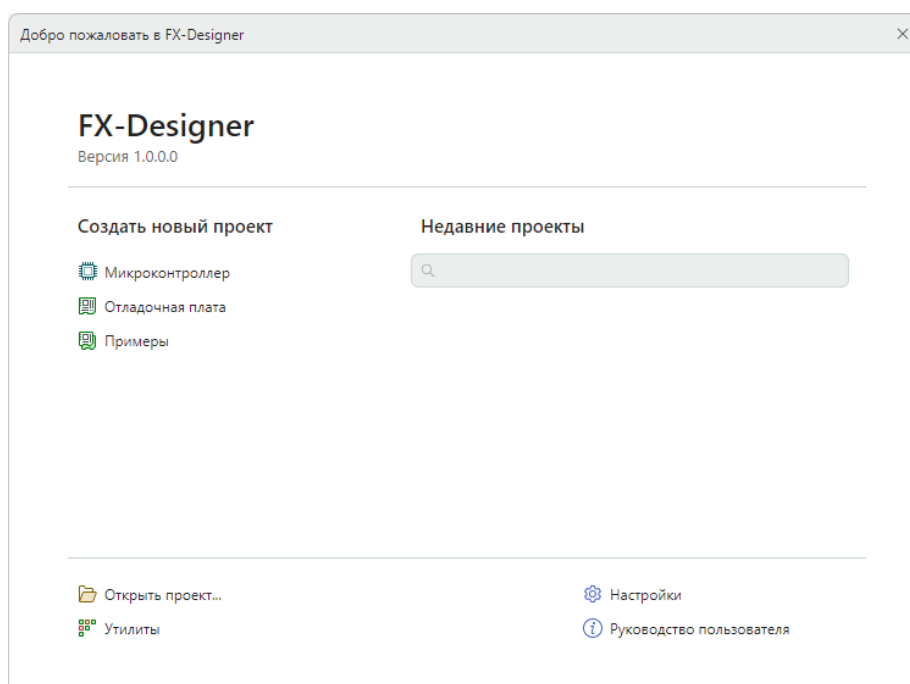 Добро пожаловать в FX-Designer
FX-Designer
Версия 1.0.0.0
Создать новый проект
Микроконтроллер
Отладочная плата
Примеры
Недавние проекты
Открыть проект...
Утилиты
Настройки
Руководство пользователя